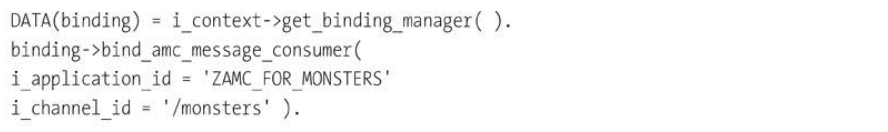 DATA(binding) = i_context->get_binding_manager( ).
binding->bind_amc_message_consumer(
i_application_id = 'ZAMC_FOR_MONSTERS'
i_channel_id = '/monsters' ).